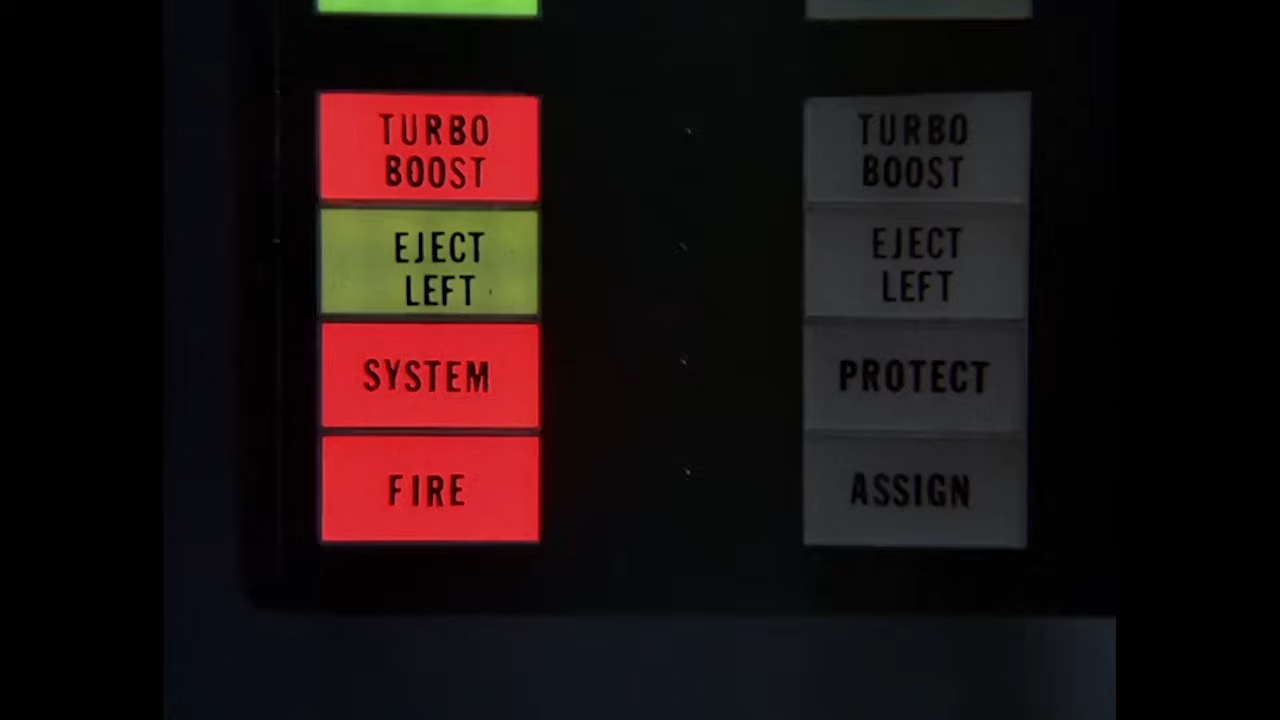 TURBO
BOOST
EJECT
LEFT
SYSTEM
FIRE
TURBO
BOOST
EJECT
LEFT
PROTECT
ASSIGN